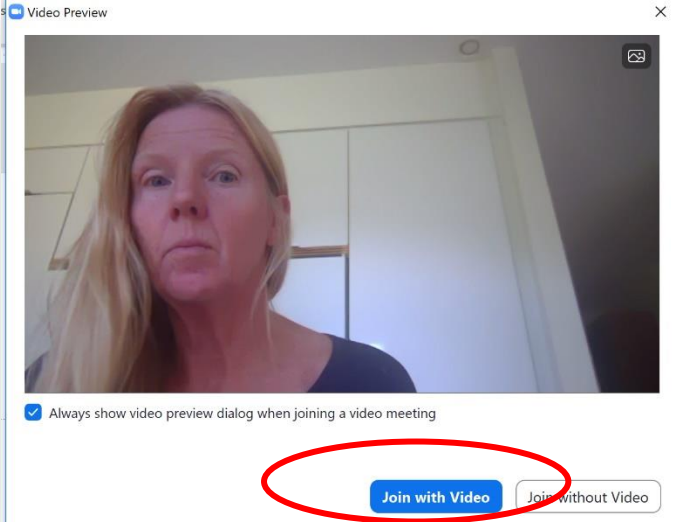 Video Preview
Always show video preview dialog when joining a video meeting
Join with Video
Join without Video